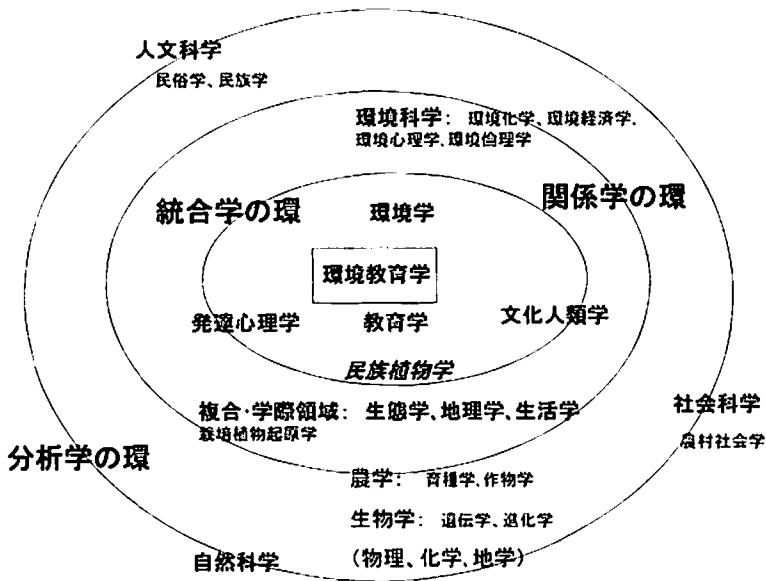 人文科学
民俗学、民族学
環境科学： 環境化学、環境経済学、
環境心理学、環境倫理学
統合学の環
関係学の環
環境学
環境教育学
発達心理学
教育学
文化人類学
民族植物学
複合・学際領域： 生態学、地理学、生活学
栽培植物起原学
社会科学
農村社会学
分析学の環
農学： 育種学、作物学
生物学： 遺伝学、進化学
自然科学
（物理、化学、地学）